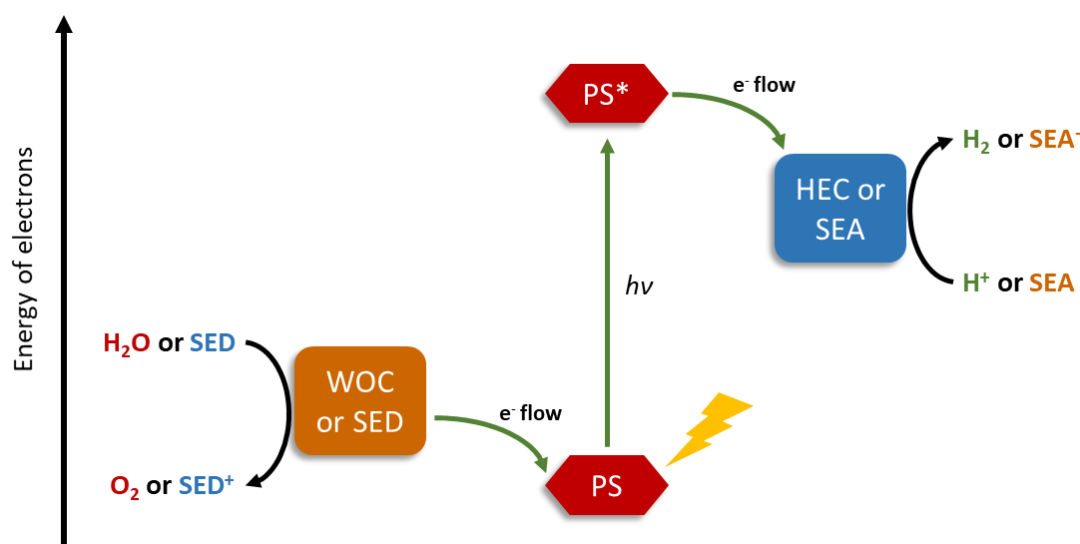 Energy of electrons
PS*
e⁻ flow
H₂ or SEA⁻
HEC or
SEA
hν
H⁺ or SEA
H₂O or SED
WOC
or SED
e⁻ flow
O₂ or SED⁺
PS